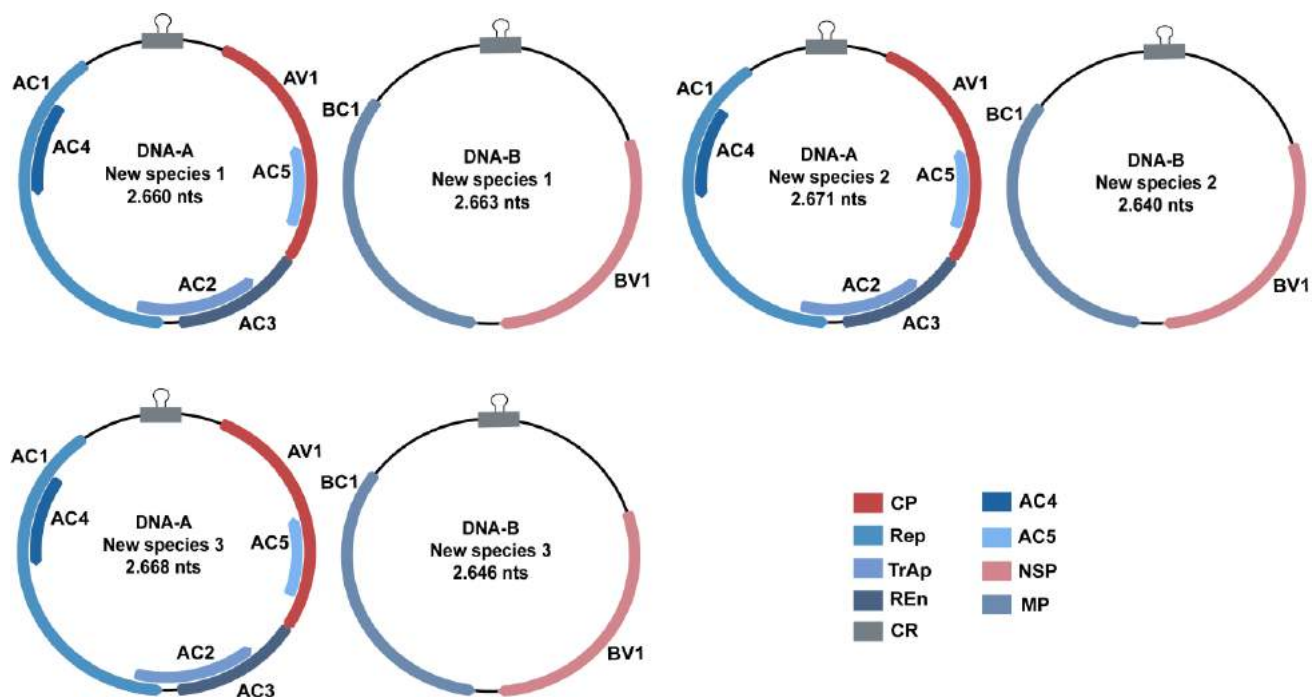 AC1
AV1
AC4
DNA-A
New species 1
2.660 nts
AC5
AC2
AC3
BC1
DNA-B
New species 1
2.663 nts
BV1
AC1
AV1
AC4
DNA-A
New species 2
2.671 nts
AC5
AC2
AC3
BC1
DNA-B
New species 2
2.640 nts
BV1
AC1
AV1
AC4
DNA-A
New species 3
2.668 nts
AC5
AC2
AC3
BC1
DNA-B
New species 3
2.646 nts
BV1
CP
Rep
TrAp
REn
CR
AC4
AC5
NSP
MP